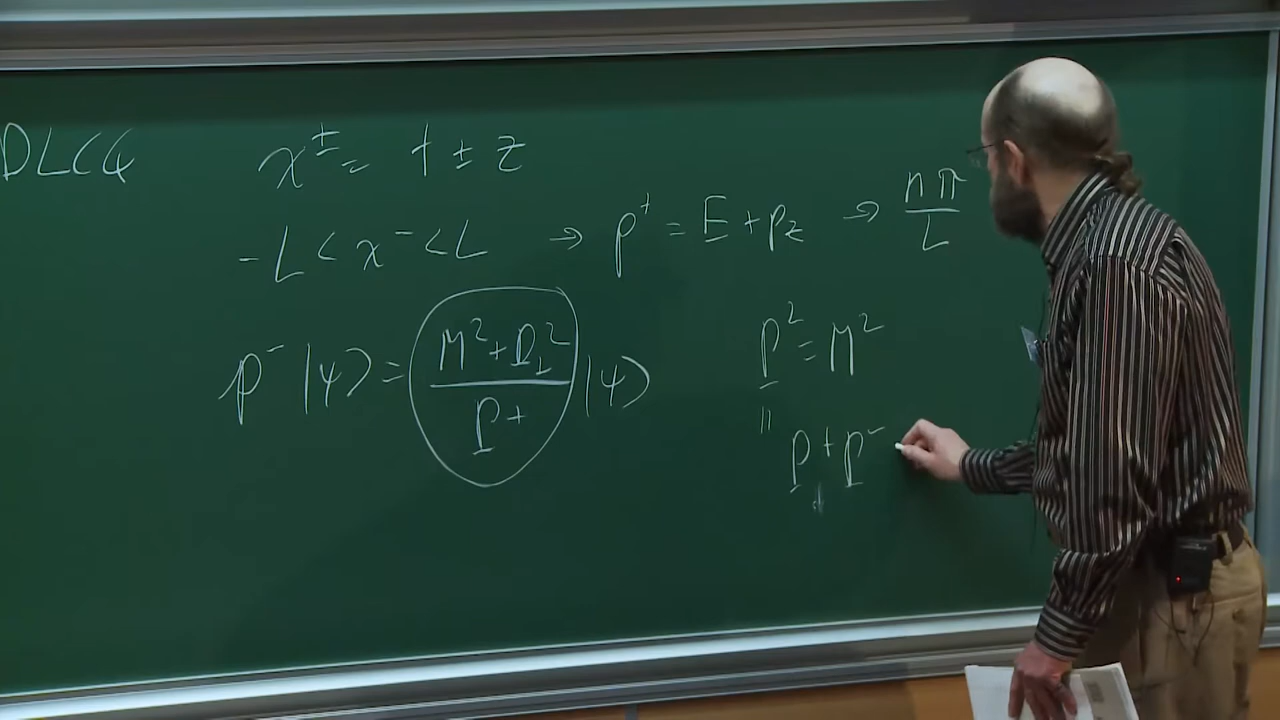 DLCQ x^± = t ± z
-L < x^- < L → p^+ = E + p_z → nπ/L
p^- |ψ⟩ = (M^2 + P_⊥^2)/P^+ |ψ⟩
P^2 = M^2
|| P^+ P^-